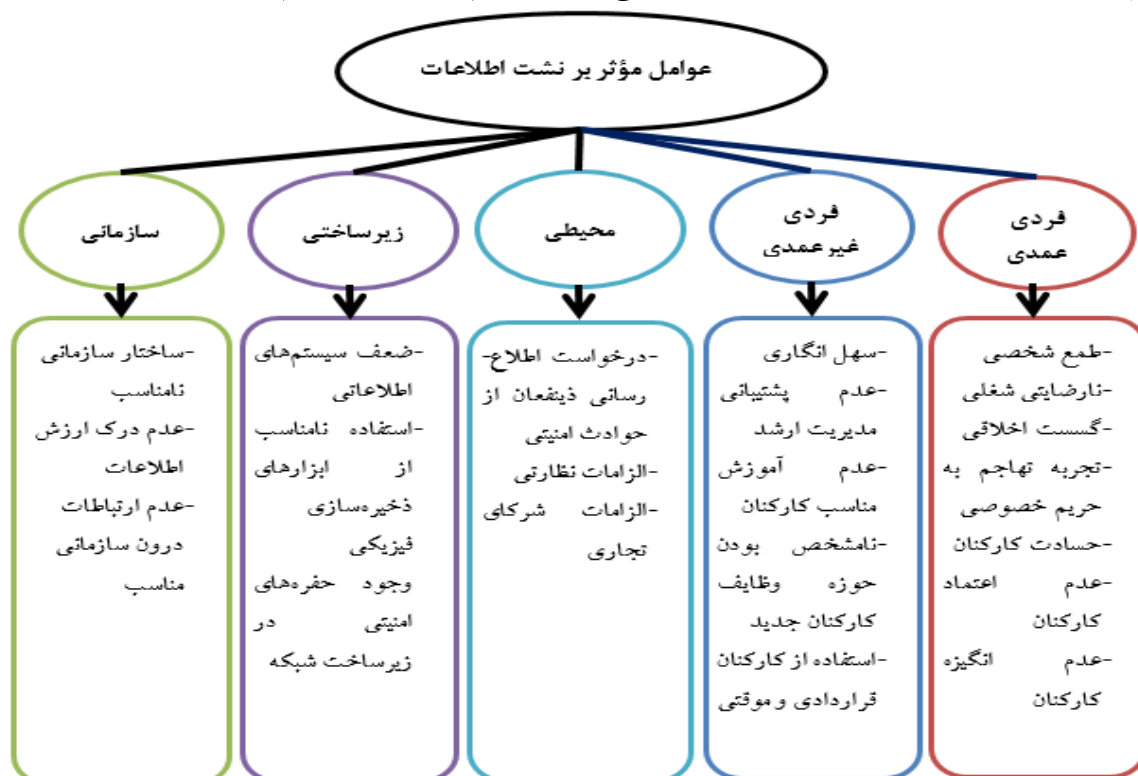 عوامل مؤثر بر نشت اطلاعات
فردی
عمدی
فردی
غیرعمدی
محیطی
زیرساختی
سازمانی
-طمع شخصی
-نارضایتی شغلی
-گسست اخلاقی
-تجربه تهاجم به
حریم خصوصی
-حسادت کارکنان
-عدم اعتماد
کارکنان
-عدم انگیزه
کارکنان
-سهل انگاری
-عدم پشتیبانی
مدیریت ارشد
-عدم آموزش
مناسب کارکنان
-نامشخص بودن
حوزه وظایف
کارکنان جدید
-استفاده از کارکنان
قراردادی و موقتی
-درخواست اطلاع-
رسانی ذینفعان از
حوادث امنیتی
-الزامات نظارتی
-الزامات شرکای
تجاری
-ضعف سیستم‌های
اطلاعاتی
-استفاده نامناسب
از ابزارهای
ذخیره‌سازی
فیزیکی
وجود حفره‌های
امنیتی در
زیرساخت شبکه
-ساختار سازمانی
نامناسب
-عدم درک ارزش
اطلاعات
-عدم ارتباطات
درون سازمانی
مناسب